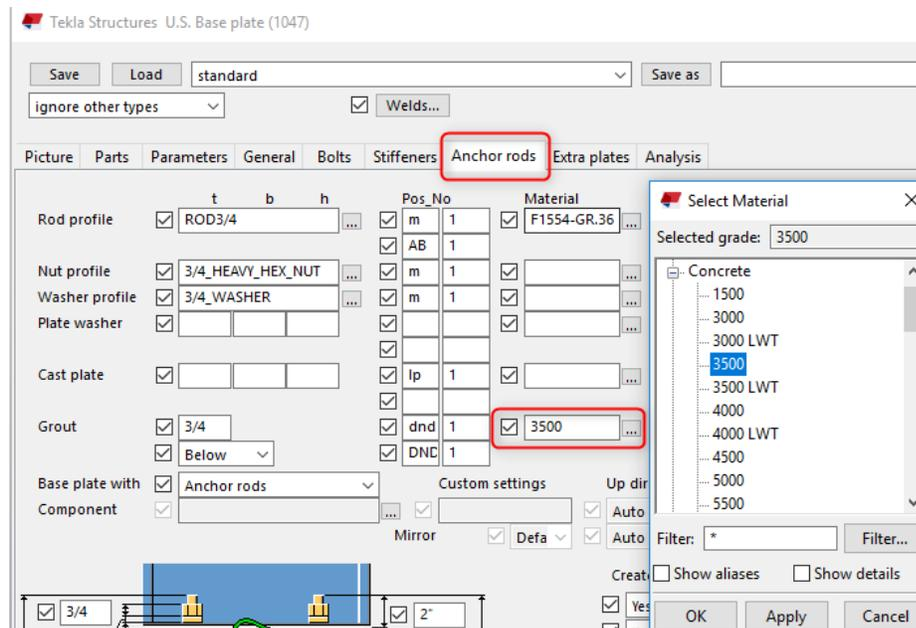 Tekla Structures U.S. Base plate (1047)
Save Load standard Save as
ignore other types Welds...
Picture Parts Parameters General Bolts Stiffeners Anchor rods Extra plates Analysis
t b h Pos_No Material
Rod profile ROD3/4 ... m 1 F1554-GR.36 ...
AB 1
Nut profile 3/4_HEAVY_HEX_NUT ... m 1 ...
Washer profile 3/4_WASHER ... m 1 ...
Plate washer ...
Cast plate lp 1 ...
Grout 3/4 dnd 1 3500 ...
Below DND 1
Base plate with Anchor rods Custom settings Up dir
Component ... Auto
Mirror Defa Auto
Creat
3/4 2" Yes
Select Material
Selected grade: 3500
Concrete
1500
3000
3000 LWT
3500
3500 LWT
4000
4000 LWT
4500
5000
5500
Filter: * Filter...
Show aliases Show details
OK Apply Cancel